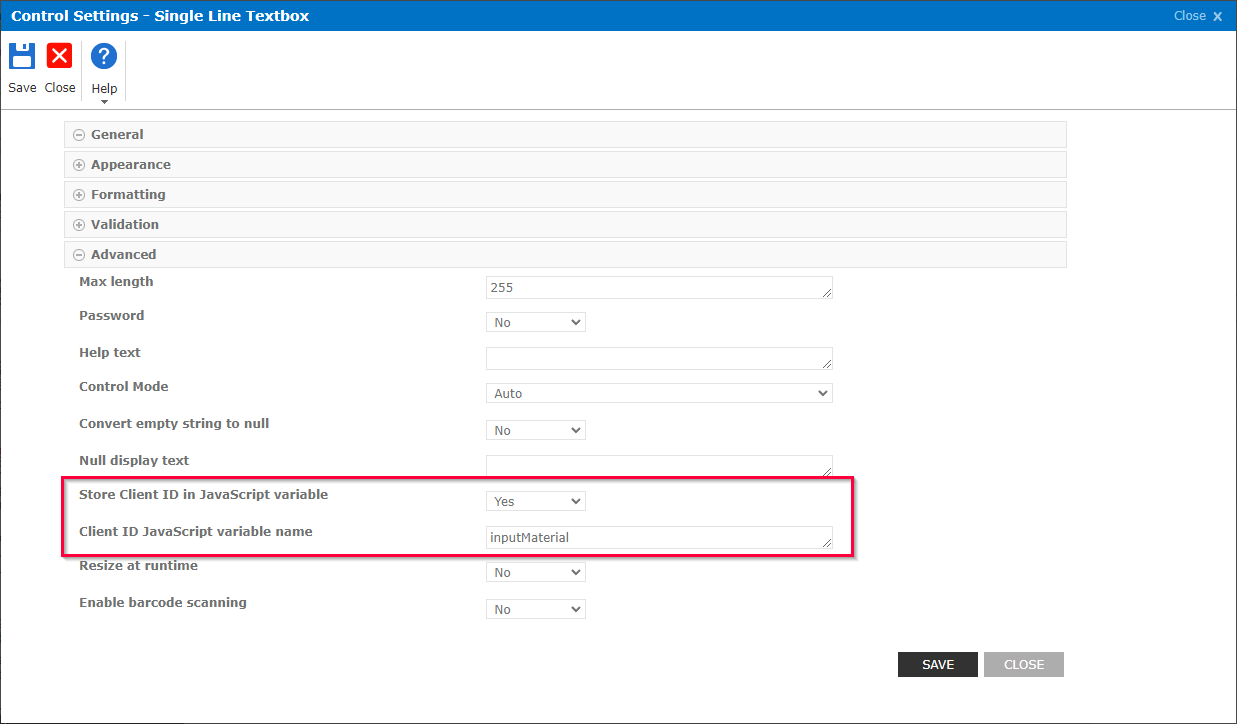 Control Settings - Single Line Textbox
Close x
Save Close Help
General
Appearance
Formatting
Validation
Advanced
Max length 255
Password No
Help text
Control Mode Auto
Convert empty string to null No
Null display text
Store Client ID in JavaScript variable Yes
Client ID JavaScript variable name inputMaterial
Resize at runtime No
Enable barcode scanning No
SAVE CLOSE